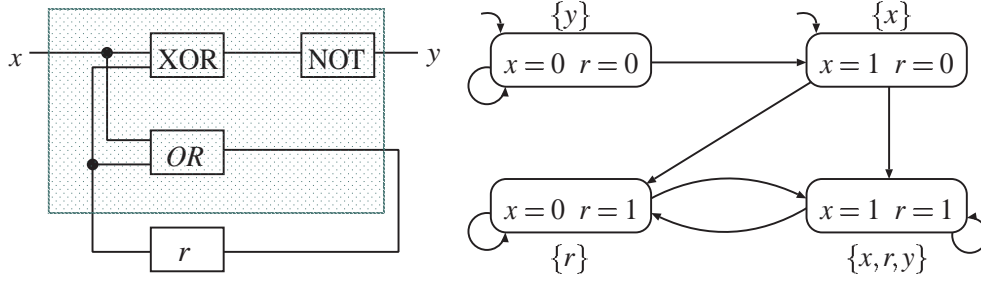 x
XOR
NOT
y
OR
r
{y}
x = 0 r = 0
{x}
x = 1 r = 0
x = 0 r = 1
{r}
x = 1 r = 1
{x, r, y}